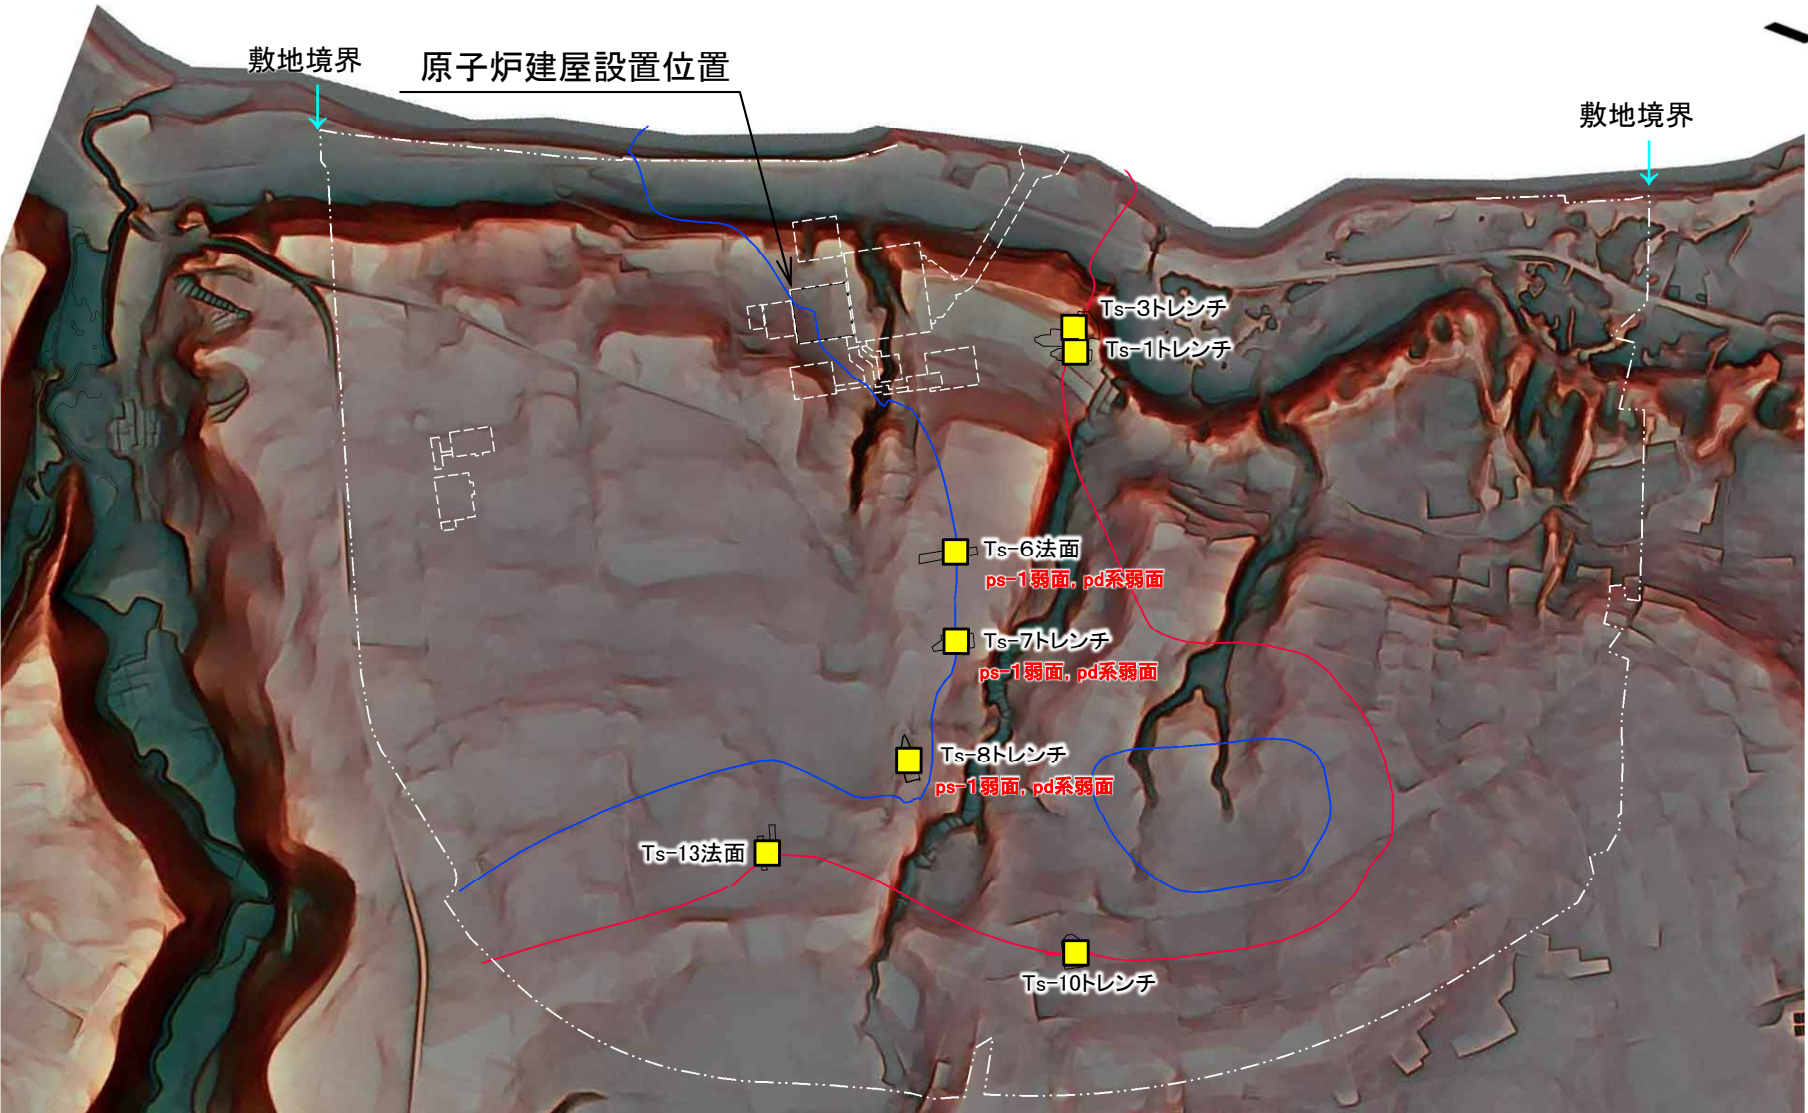 敷地境界
原子炉建屋設置位置
敷地境界
Ts-3トレンチ
Ts-1トレンチ
Ts-6法面
ps-1弱面, pd系弱面
Ts-7トレンチ
ps-1弱面, pd系弱面
Ts-8トレンチ
ps-1弱面, pd系弱面
Ts-13法面
Ts-10トレンチ